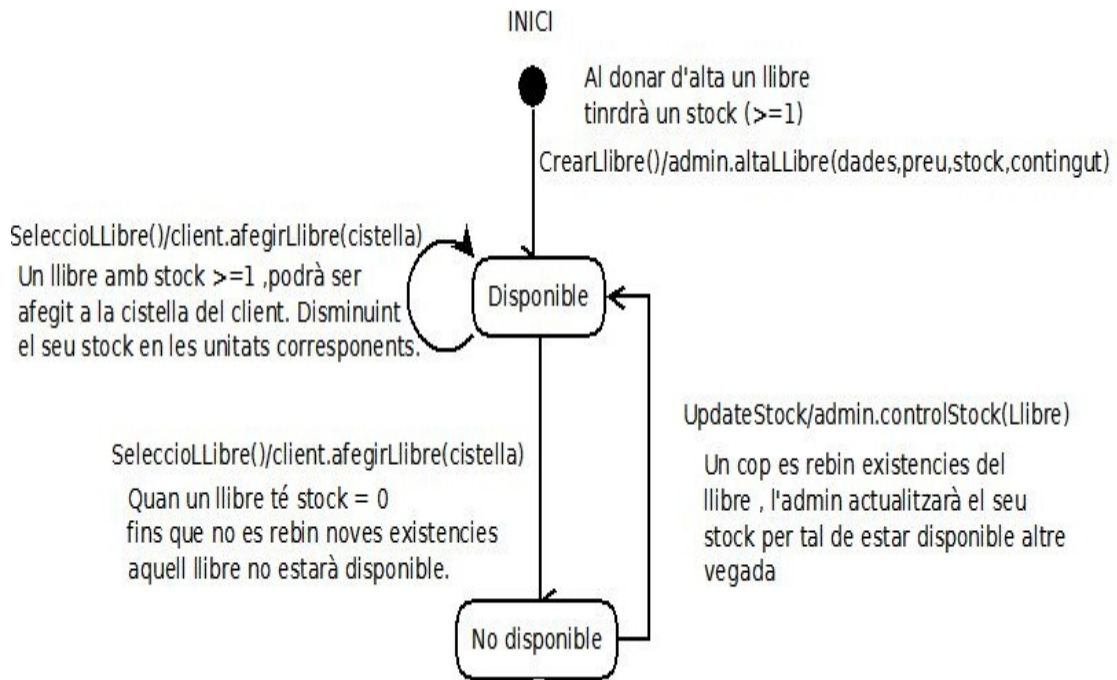 INICI
Al donar d'alta un llibre
tinrdrà un stock (>=1)
CrearLlibre()/admin.altaLLibre(dades,preu,stock,contingut)
SeleccioLLibre()/client.afegirLlibre(cistella)
Un llibre amb stock >=1 ,podrà ser
afegit a la cistella del client. Disminuint
el seu stock en les unitats corresponents.
Disponible
UpdateStock/admin.controlStock(Llibre)
Un cop es rebin existencies del
llibre , l'admin actualitzarà el seu
stock per tal de estar disponible altre
vegada
SeleccioLLibre()/client.afegirLlibre(cistella)
Quan un llibre té stock = 0
fins que no es rebin noves existencies
aquell llibre no estarà disponible.
No disponible